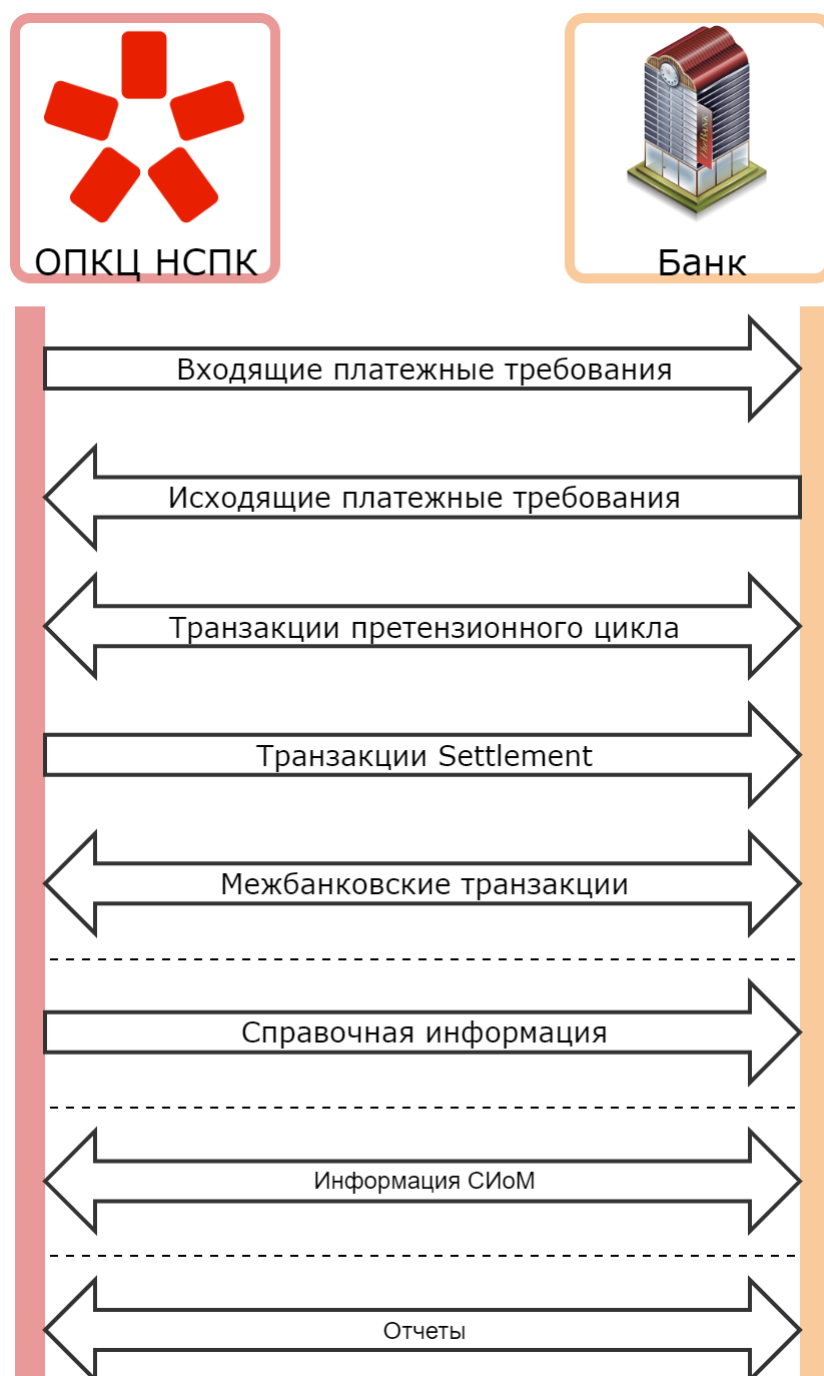 ОПКЦ НСПК
Банк
Входящие платежные требования
Исходящие платежные требования
Транзакции претензионного цикла
Транзакции Settlement
Межбанковские транзакции
Справочная информация
Информация СИоМ
Отчеты